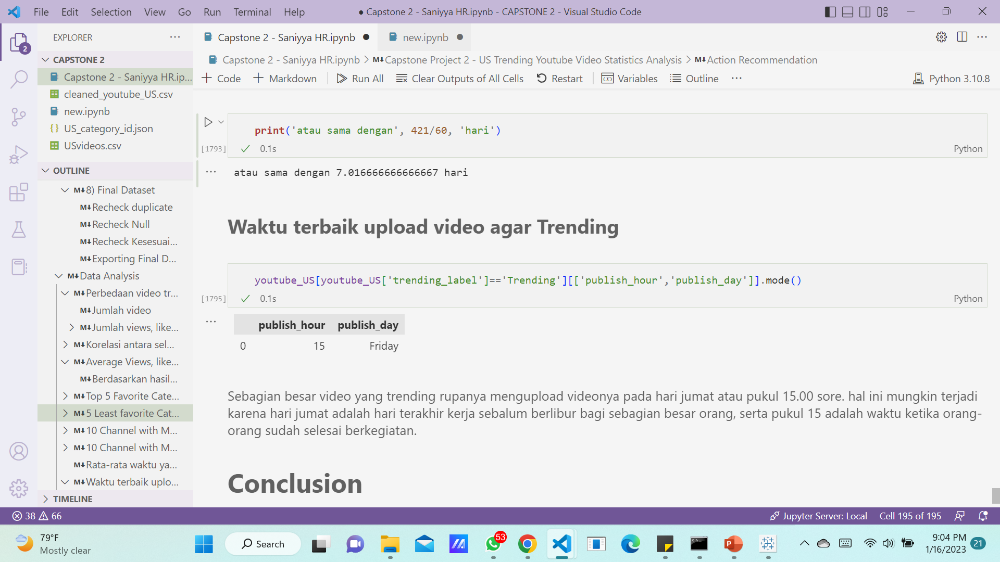 File Edit Selection View Go Run Terminal Help
● Capstone 2 - Saniyya HR.ipynb - CAPSTONE 2 - Visual Studio Code
EXPLORER
2
CAPSTONE 2
Capstone 2 - Saniyya HR.ip...
cleaned_youtube_US.csv
new.ipynb
US_category_id.json
USvideos.csv
OUTLINE
8) Final Dataset
Recheck duplicate
Recheck Null
Recheck Kesesuai...
Exporting Final D...
Data Analysis
Perbedaan video tr...
Jumlah video
Jumlah views, like...
Korelasi antara sel...
Average Views, like...
Berdasarkan hasil...
Top 5 Favorite Cate...
5 Least favorite Cat...
10 Channel with M...
10 Channel with M...
Rata-rata waktu ya...
Waktu terbaik uplo...
TIMELINE
Capstone 2 - Saniyya HR.ipynb ●
new.ipynb ●
Capstone 2 - Saniyya HR.ipynb > M↓Capstone Project 2 - US Trending Youtube Video Statistics Analysis > M↓Action Recommendation
+ Code + Markdown Run All Clear Outputs of All Cells Restart Variables Outline ... Python 3.10.8
print('atau sama dengan', 421/60, 'hari')
[1793] ✓ 0.1s Python
atau sama dengan 7.016666666666667 hari
Waktu terbaik upload video agar Trending
youtube_US[youtube_US['trending_label']=='Trending'][['publish_hour','publish_day']].mode()
[1795] ✓ 0.1s Python
publish_hour publish_day
0 15 Friday
Sebagian besar video yang trending rupanya mengupload videonya pada hari jumat atau pukul 15.00 sore. hal ini mungkin terjadi
karena hari jumat adalah hari terakhir kerja sebalum berlibur bagi sebagian besar orang, serta pukul 15 adalah waktu ketika orang-
orang sudah selesai berkegiatan.
Conclusion
38 66
Jupyter Server: Local Cell 195 of 195
79°F
Mostly clear
Search
53
9:04 PM
1/16/2023
21